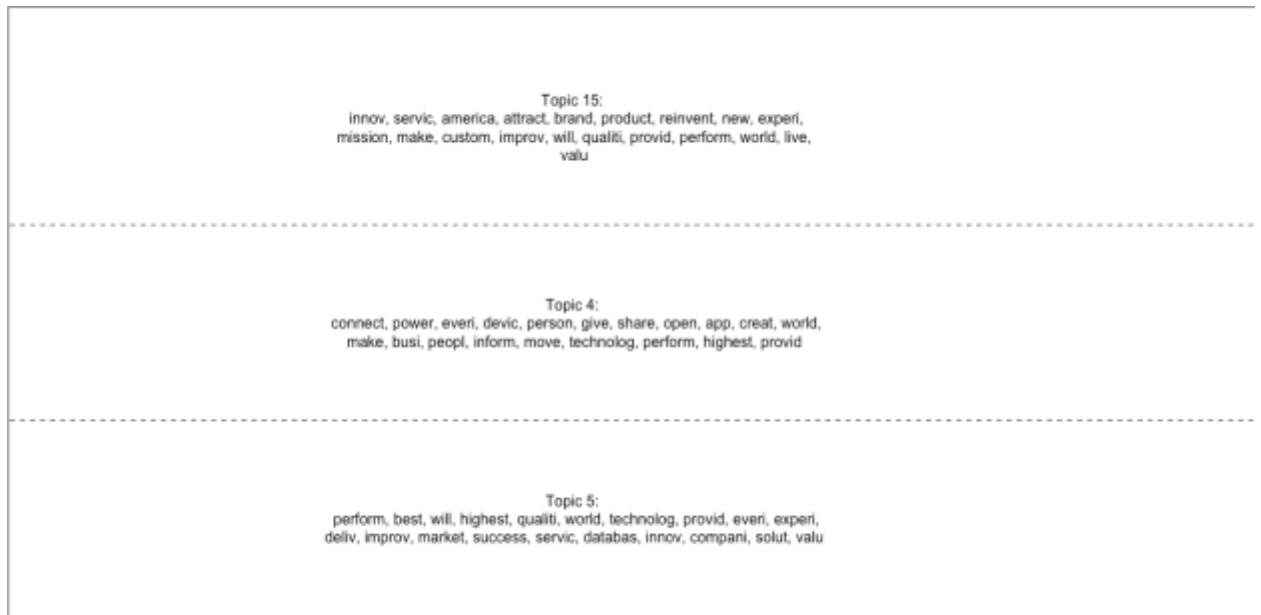 Topic 15:
innov, servic, america, attract, brand, product, reinvent, new, experi,
mission, make, custom, improv, will, qualiti, provid, perform, world, live,
valu
Topic 4:
connect, power, everi, devic, person, give, share, open, app, creat, world,
make, busi, peopl, inform, move, technolog, perform, highest, provid
Topic 5:
perform, best, will, highest, qualiti, world, technolog, provid, everi, experi,
deliv, improv, market, success, servic, databas, innov, compani, solut, valu